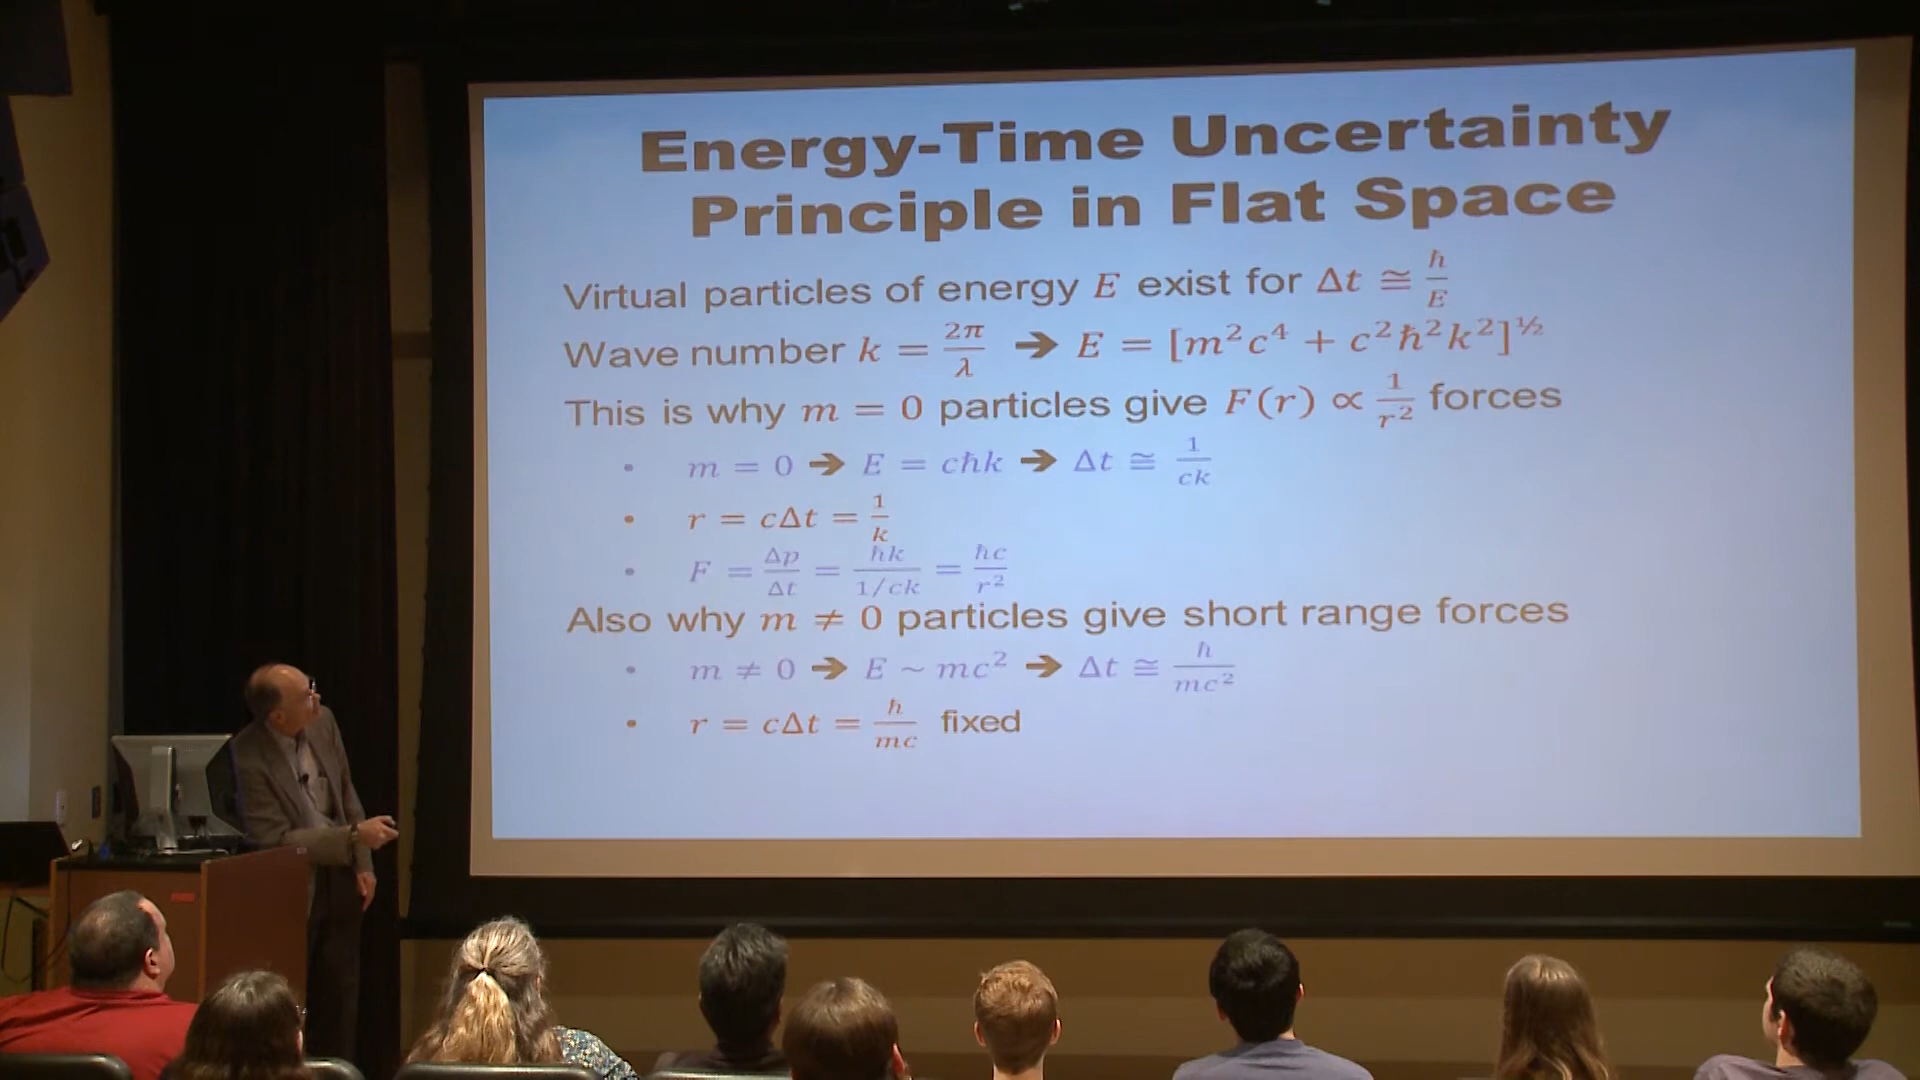 Energy-Time Uncertainty
Principle in Flat Space
Virtual particles of energy E exist for Δt ≅ ℏ/E
Wave number k = 2π/λ ➔ E = [m²c⁴ + c²ℏ²k²]^½
This is why m = 0 particles give F(r) ∝ 1/r² forces
• m = 0 ➔ E = cℏk ➔ Δt ≅ 1/ck
• r = cΔt = 1/k
• F = Δp/Δt = ℏk/(1/ck) = ℏc/r²
Also why m ≠ 0 particles give short range forces
• m ≠ 0 ➔ E ~ mc² ➔ Δt ≅ ℏ/mc²
• r = cΔt = ℏ/mc fixed